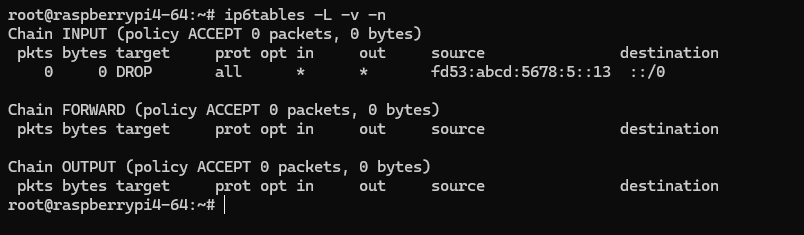 root@raspberrypi4-64:~# ip6tables -L -v -n
Chain INPUT (policy ACCEPT 0 packets, 0 bytes)
 pkts bytes target     prot opt in     out     source               destination
    0     0 DROP       all      *      *       fd53:abcd:5678:5::13  ::/0

Chain FORWARD (policy ACCEPT 0 packets, 0 bytes)
 pkts bytes target     prot opt in     out     source               destination

Chain OUTPUT (policy ACCEPT 0 packets, 0 bytes)
 pkts bytes target     prot opt in     out     source               destination
root@raspberrypi4-64:~#